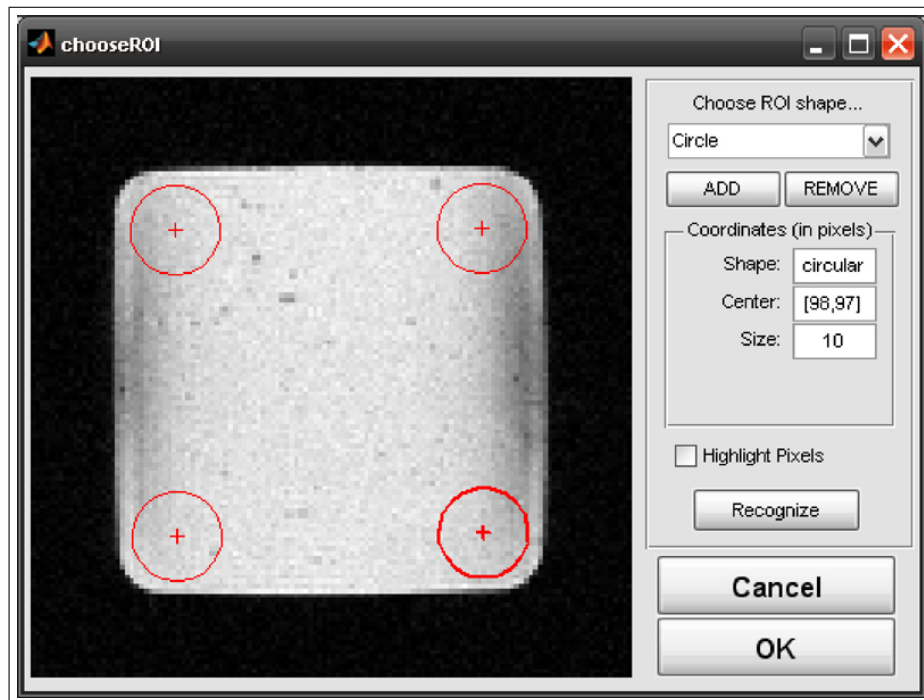 chooseROI
Choose ROI shape...
Circle
ADD REMOVE
Coordinates (in pixels)
Shape: circular
Center: [98,97]
Size: 10
Highlight Pixels
Recognize
Cancel
OK